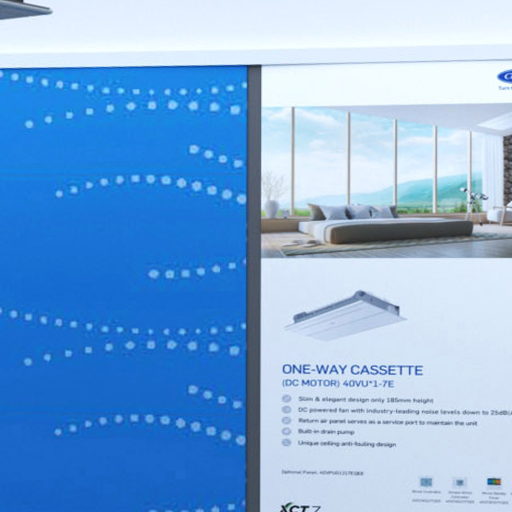 ONE-WAY CASSETTE
(DC MOTOR) 40VU*1-7E
Slim & elegant design only 185mm height
DC powered fan with industry-leading noise levels down to 25dB(
Return air panel serves as a service port to maintain the unit
Built-in drain pump
Unique ceiling anti-fouling design
XCT 7